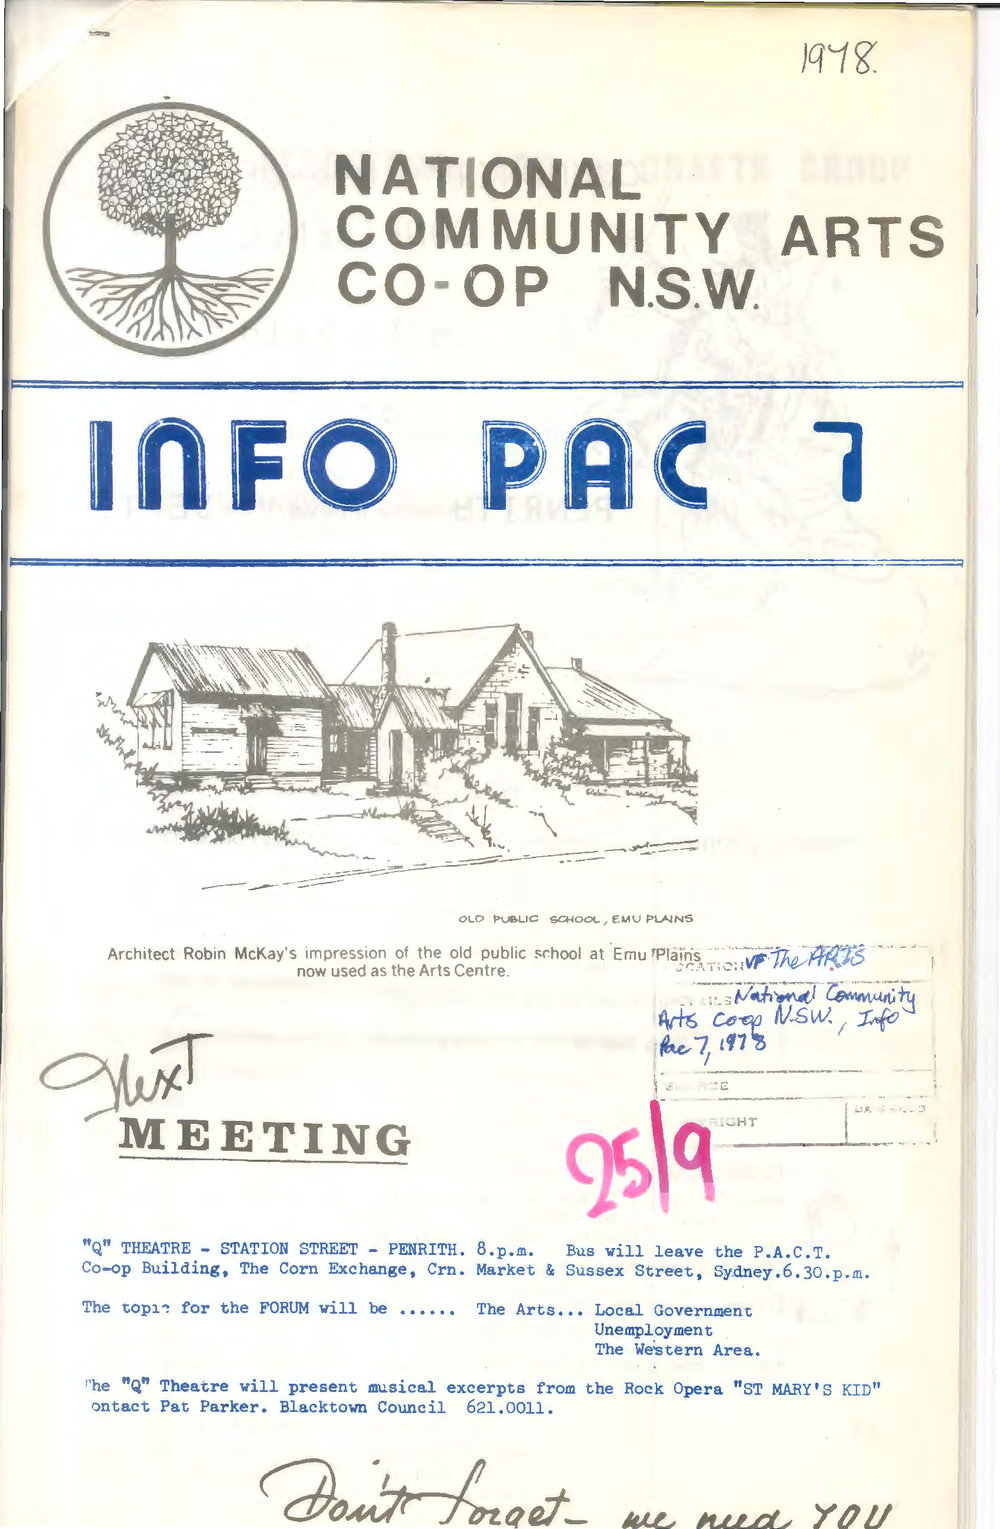 1978.
NATIONAL
COMMUNITY ARTS
CO-OP N.S.W.
INFO PAC 7
OLD PUBLIC SCHOOL, EMU PLAINS
Architect Robin McKay's impression of the old public school at Emu Plains
now used as the Arts Centre.
VF The ARTS
National Community
Arts Co-op N.S.W., Info
Pac 7, 1978
Next
MEETING
25/9
"Q" THEATRE - STATION STREET - PENRITH. 8.p.m. Bus will leave the P.A.C.T.
Co-op Building, The Corn Exchange, Crn. Market & Sussex Street, Sydney.6.30.p.m.
The topic for the FORUM will be ...... The Arts... Local Government
Unemployment
The Western Area.
he "Q" Theatre will present musical excerpts from the Rock Opera "ST MARY'S KID"
ontact Pat Parker. Blacktown Council 621.0011.
Don't forget - we need YOU